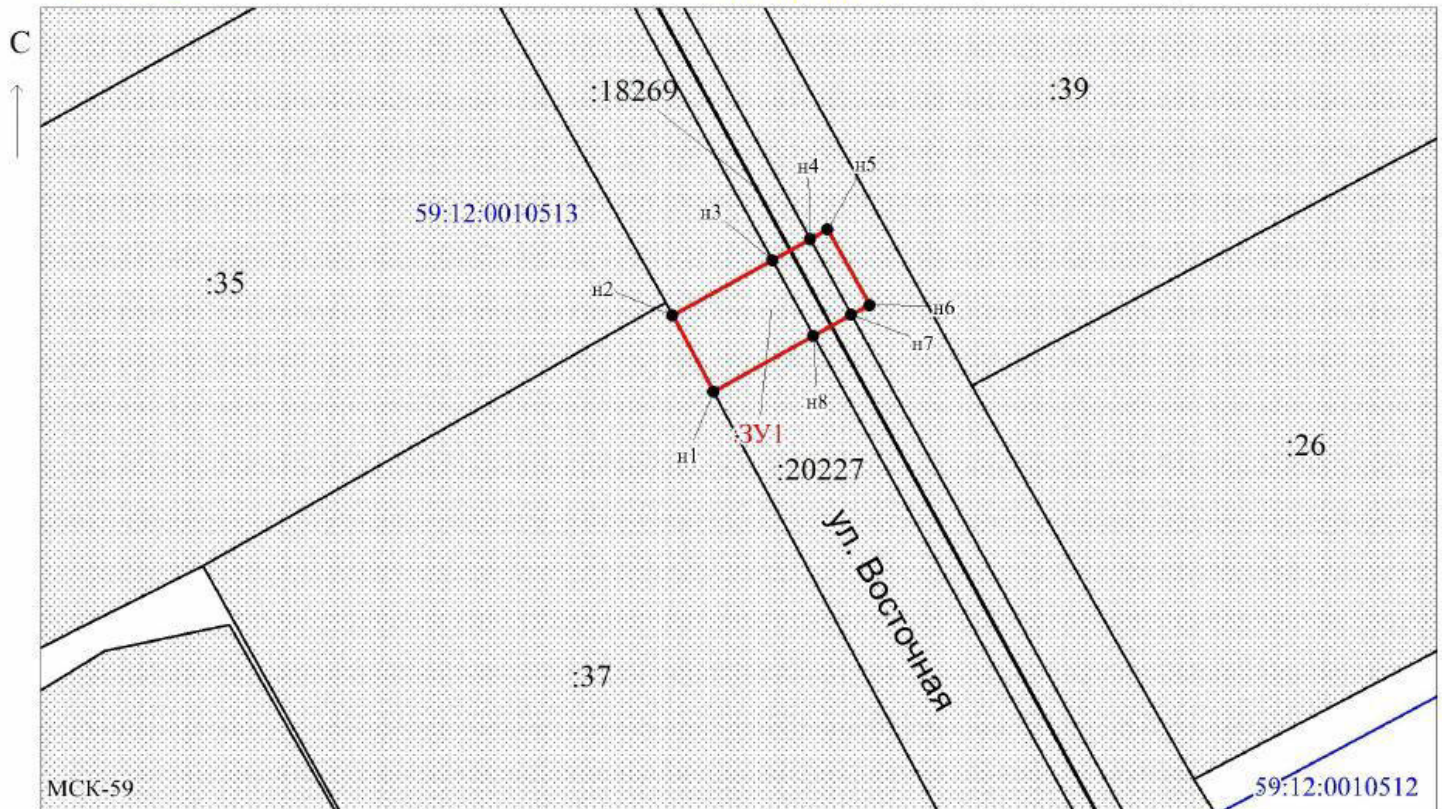 С
:18269
:39
н4
н5
59:12:0010513
н3
:35
н2
н6
н7
н8
:ЗУ1
н1
:26
:20227
ул. Восточная
:37
МСК-59
59:12:0010512